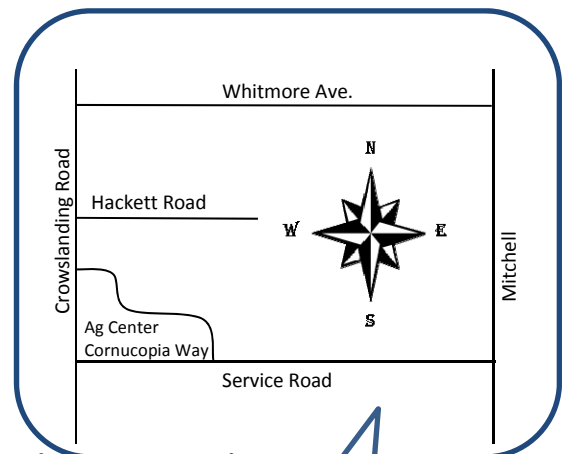 Whitmore Ave.
N
Crowslanding Road
Hackett Road
W
E
Mitchell
S
Ag Center
Cornucopia Way
Service Road